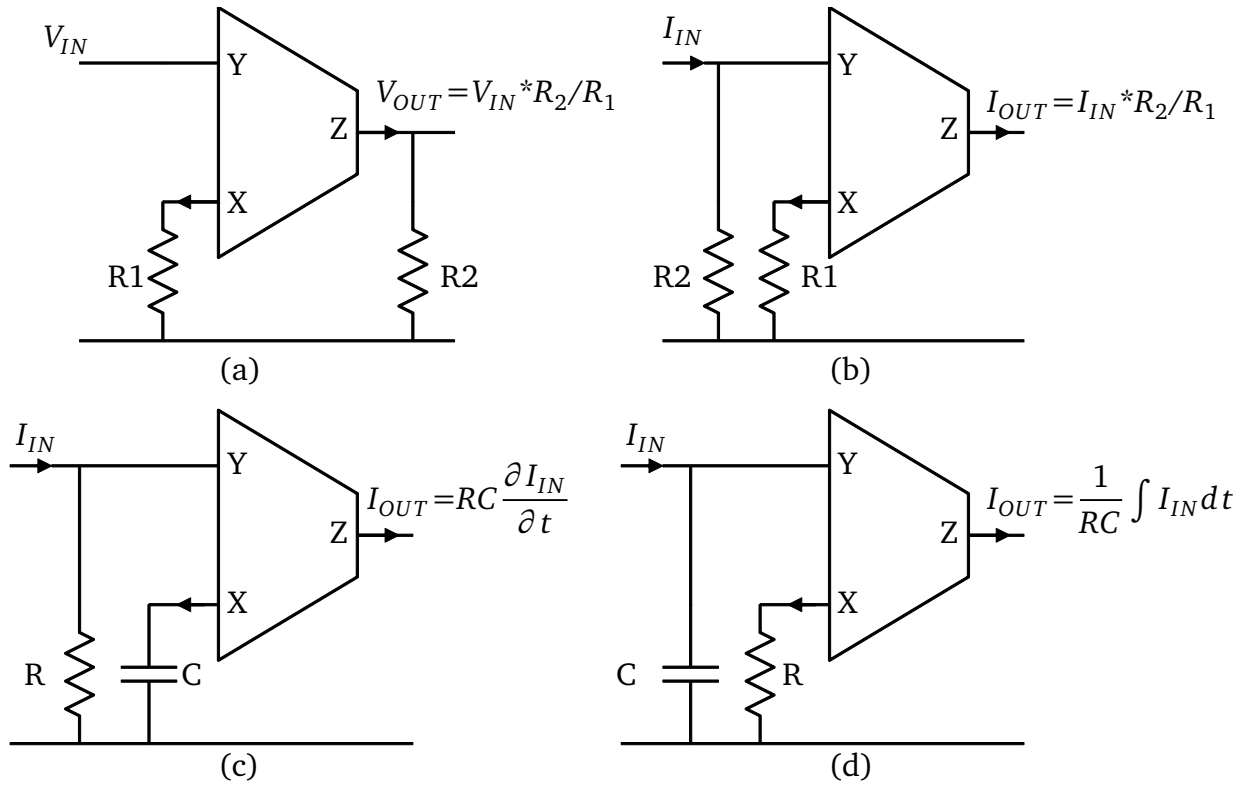 V_IN
Y
V_OUT=V_IN*R_2/R_1
Z
X
R1
R2
(a)
I_IN
Y
I_OUT=I_IN*R_2/R_1
Z
X
R2
R1
(b)
I_IN
Y
I_OUT=RC ∂I_IN/∂t
Z
X
R
C
(c)
I_IN
Y
I_OUT=1/RC ∫ I_IN dt
Z
X
C
R
(d)